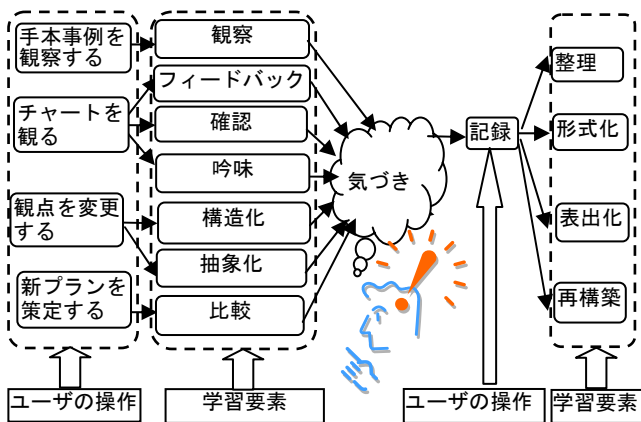 手本事例を
観察する
チャートを
観る
観点を変更
する
新プランを
策定する
観察
フィードバック
確認
吟味
構造化
抽象化
比較
気づき
記録
整理
形式化
表出化
再構築
ユーザの操作
学習要素
ユーザの操作
学習要素